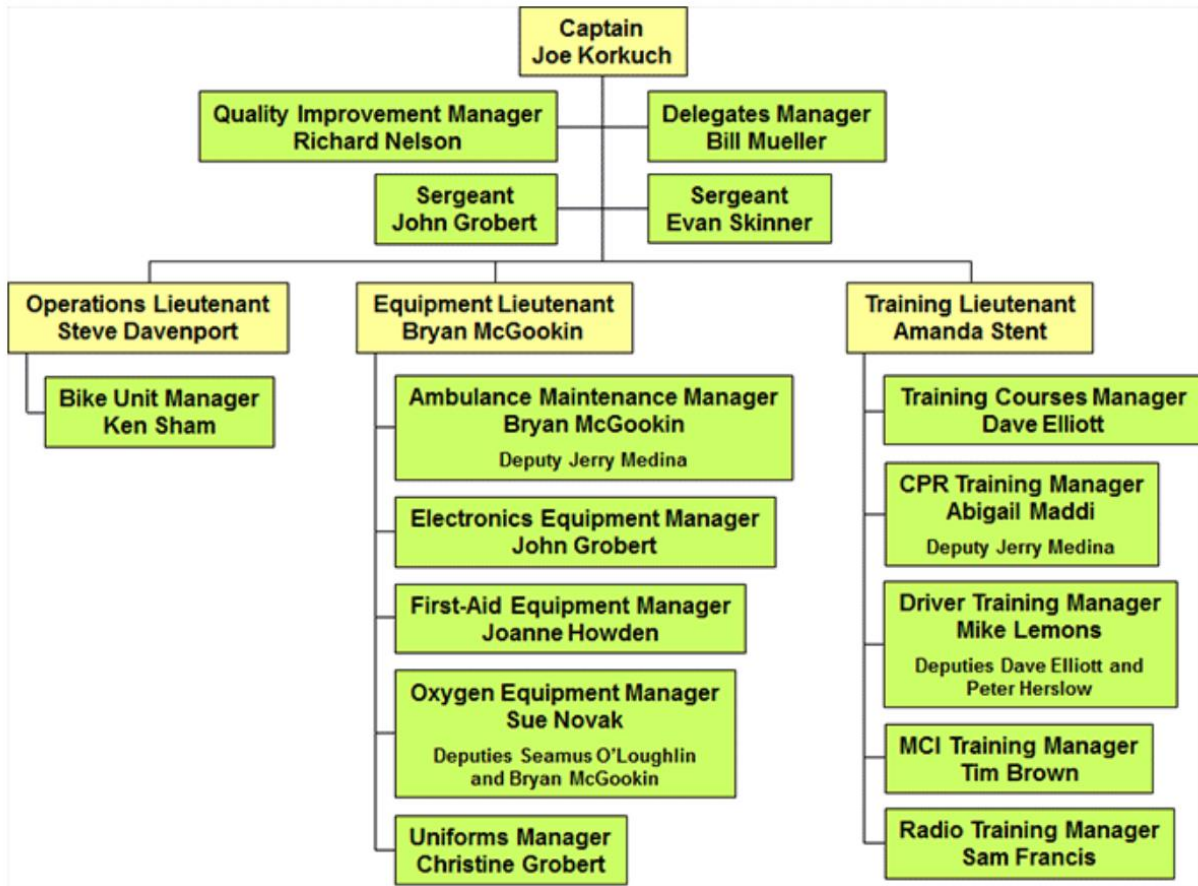 Captain
Joe Korkuch
Quality Improvement Manager
Richard Nelson
Delegates Manager
Bill Mueller
Sergeant
John Grobert
Sergeant
Evan Skinner
Operations Lieutenant
Steve Davenport
Bike Unit Manager
Ken Sham
Equipment Lieutenant
Bryan McGookin
Ambulance Maintenance Manager
Bryan McGookin
Deputy Jerry Medina
Electronics Equipment Manager
John Grobert
First-Aid Equipment Manager
Joanne Howden
Oxygen Equipment Manager
Sue Novak
Deputies Seamus O'Loughlin
and Bryan McGookin
Uniforms Manager
Christine Grobert
Training Lieutenant
Amanda Stent
Training Courses Manager
Dave Elliott
CPR Training Manager
Abigail Maddi
Deputy Jerry Medina
Driver Training Manager
Mike Lemons
Deputies Dave Elliott and
Peter Herslow
MCI Training Manager
Tim Brown
Radio Training Manager
Sam Francis